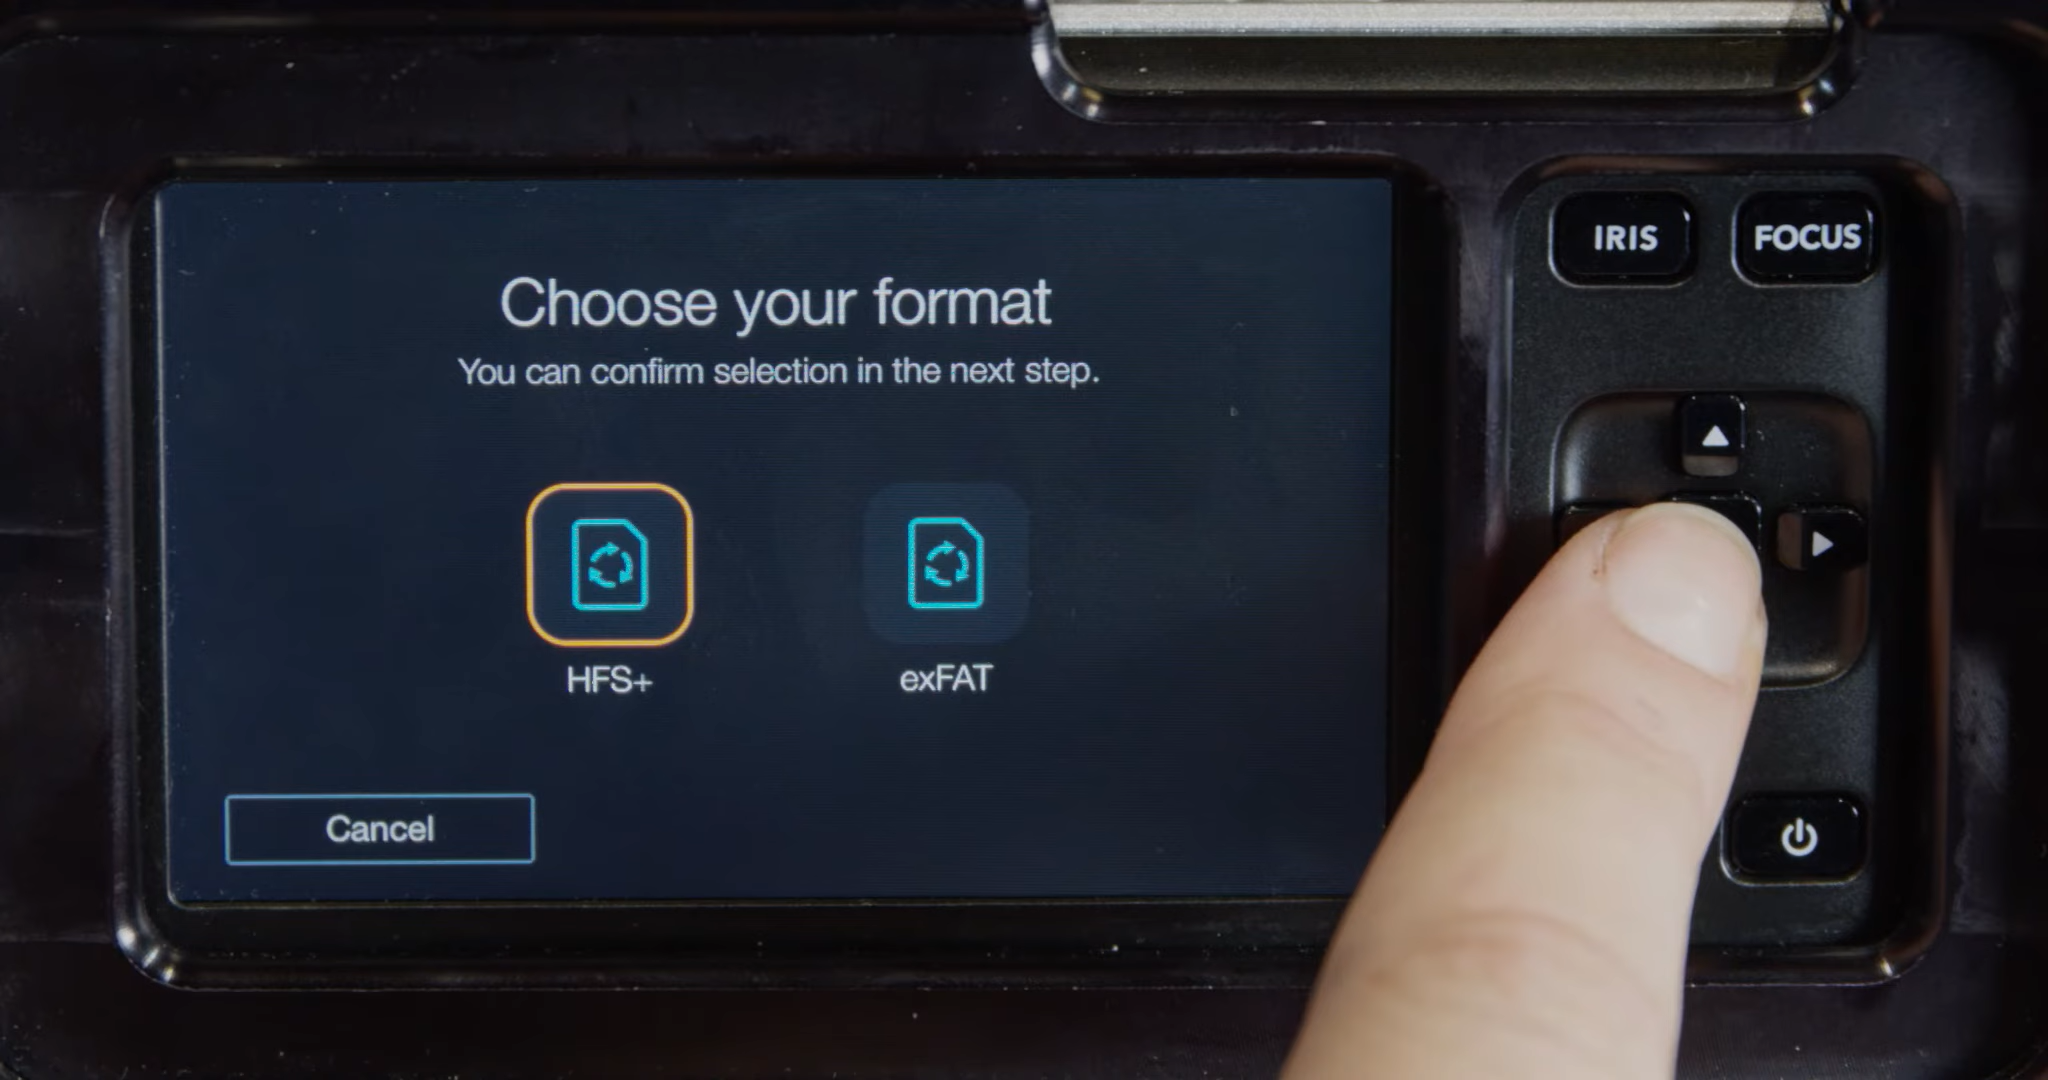 IRIS
FOCUS
Choose your format
You can confirm selection in the next step.
HFS+
exFAT
Cancel